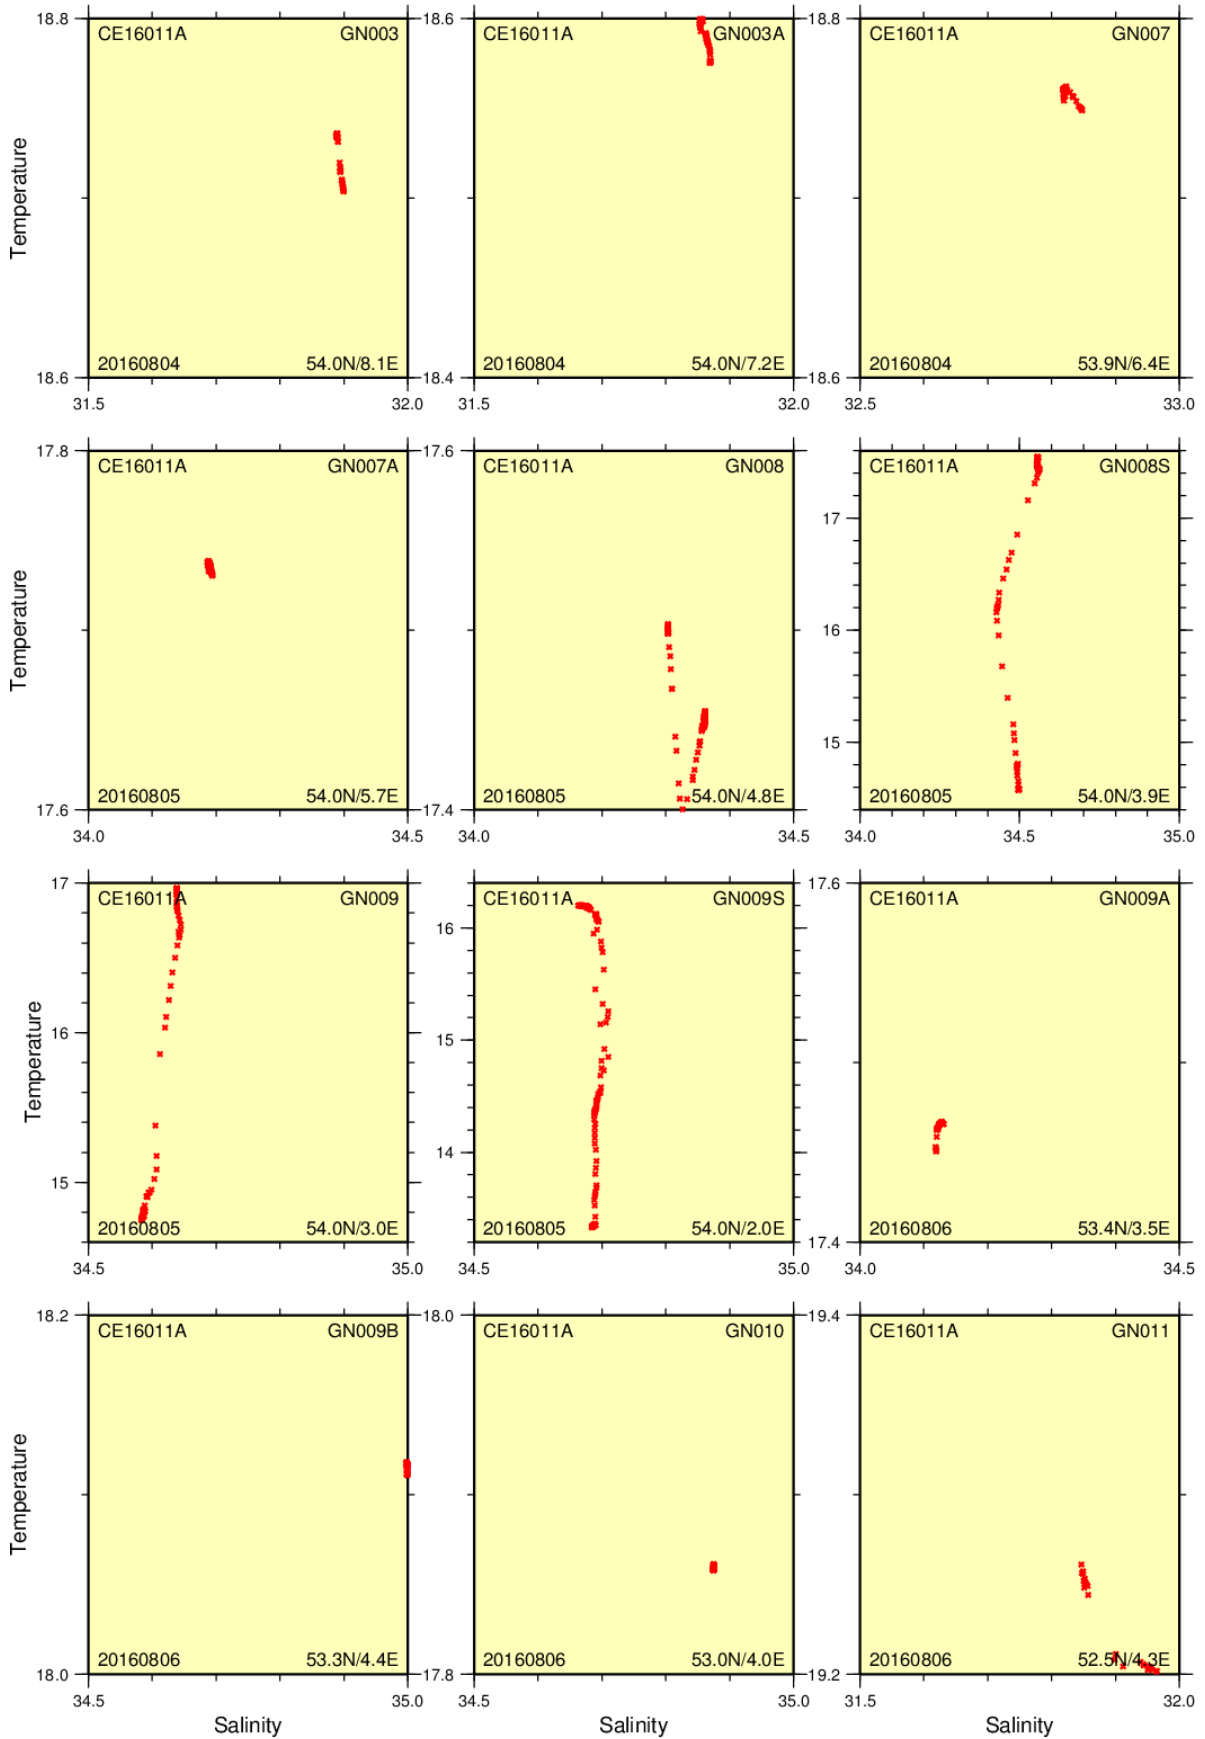 18.8
CE16011A GN003
Temperature
20160804 54.0N/8.1E
18.6
31.5 32.0
18.6
CE16011A GN003A
20160804 54.0N/7.2E
18.4
31.5 32.0
18.8
CE16011A GN007
20160804 53.9N/6.4E
18.6
32.5 33.0
17.8
CE16011A GN007A
Temperature
20160805 54.0N/5.7E
17.6
34.0 34.5
17.6
CE16011A GN008
20160805 54.0N/4.8E
17.4
34.0 34.5
CE16011A GN008S
17
16
15
20160805 54.0N/3.9E
34.0 34.5 35.0
17
CE16011A GN009
Temperature
16
15
20160805 54.0N/3.0E
34.5 35.0
CE16011A GN009S
16
15
14
20160805 54.0N/2.0E
34.5 35.0
17.6
CE16011A GN009A
20160806 53.4N/3.5E
17.4
34.0 34.5
18.2
CE16011A GN009B
Temperature
20160806 53.3N/4.4E
18.0
34.5 35.0
Salinity
18.0
CE16011A GN010
20160806 53.0N/4.0E
17.8
34.5 35.0
Salinity
19.4
CE16011A GN011
20160806 52.5N/4.3E
19.2
31.5 32.0
Salinity